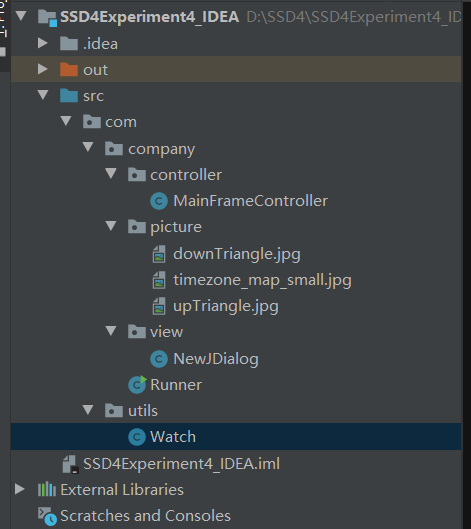 SSD4Experiment4_IDEA D:\SSD4\SSD4Experiment4_ID
.idea
out
src
com
company
controller
MainFrameController
picture
downTriangle.jpg
timezone_map_small.jpg
upTriangle.jpg
view
NewJDialog
Runner
utils
Watch
SSD4Experiment4_IDEA.iml
External Libraries
Scratches and Consoles